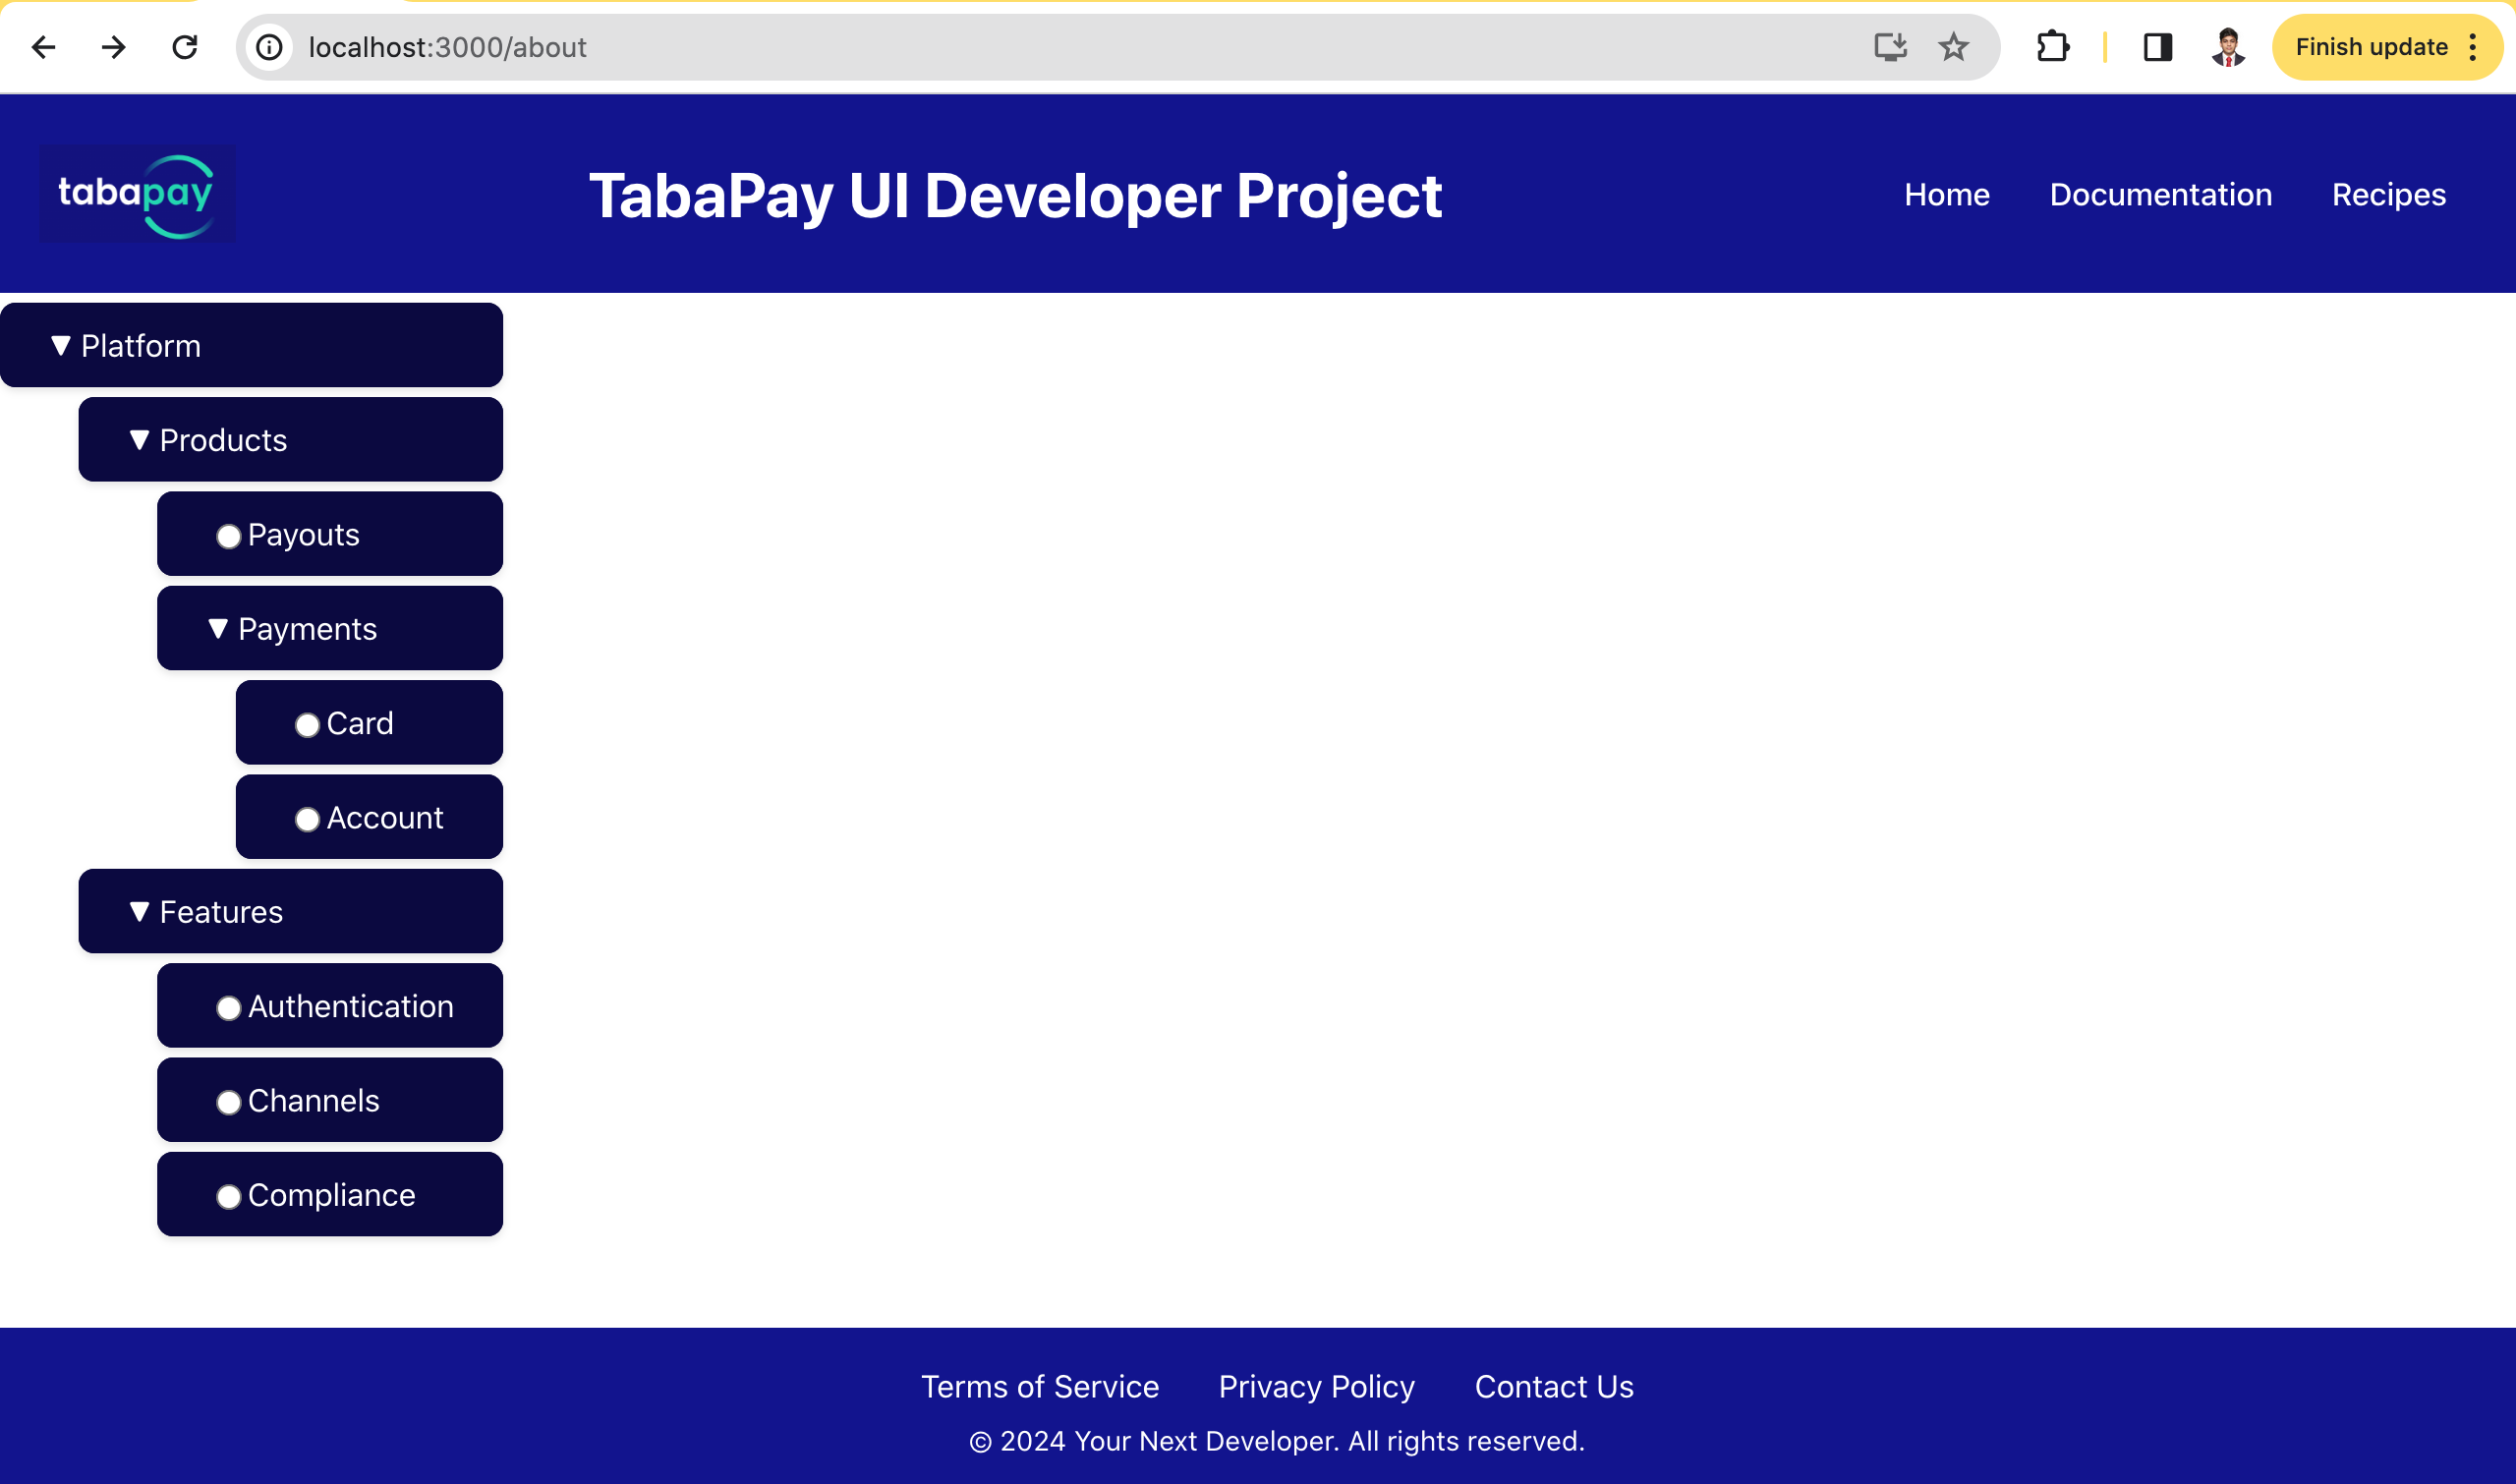 localhost:3000/about
Finish update
tabapay
TabaPay UI Developer Project
Home Documentation Recipes
Platform
Products
Payouts
Payments
Card
Account
Features
Authentication
Channels
Compliance
Terms of Service Privacy Policy Contact Us
© 2024 Your Next Developer. All rights reserved.